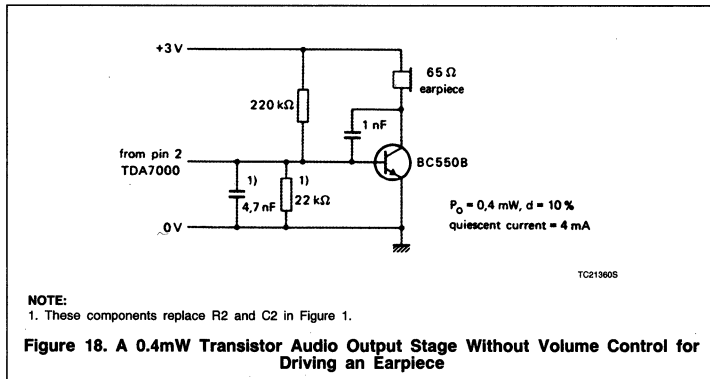 +3 V
65 Ω
earpiece
220 kΩ
1 nF
from pin 2
TDA7000
BC550B
1)
1)
4,7 nF
22 kΩ
Po = 0,4 mW, d = 10 %
quiescent current = 4 mA
0 V
TC21360S
NOTE:
1. These components replace R2 and C2 in Figure 1.
Figure 18. A 0.4mW Transistor Audio Output Stage Without Volume Control for
Driving an Earpiece